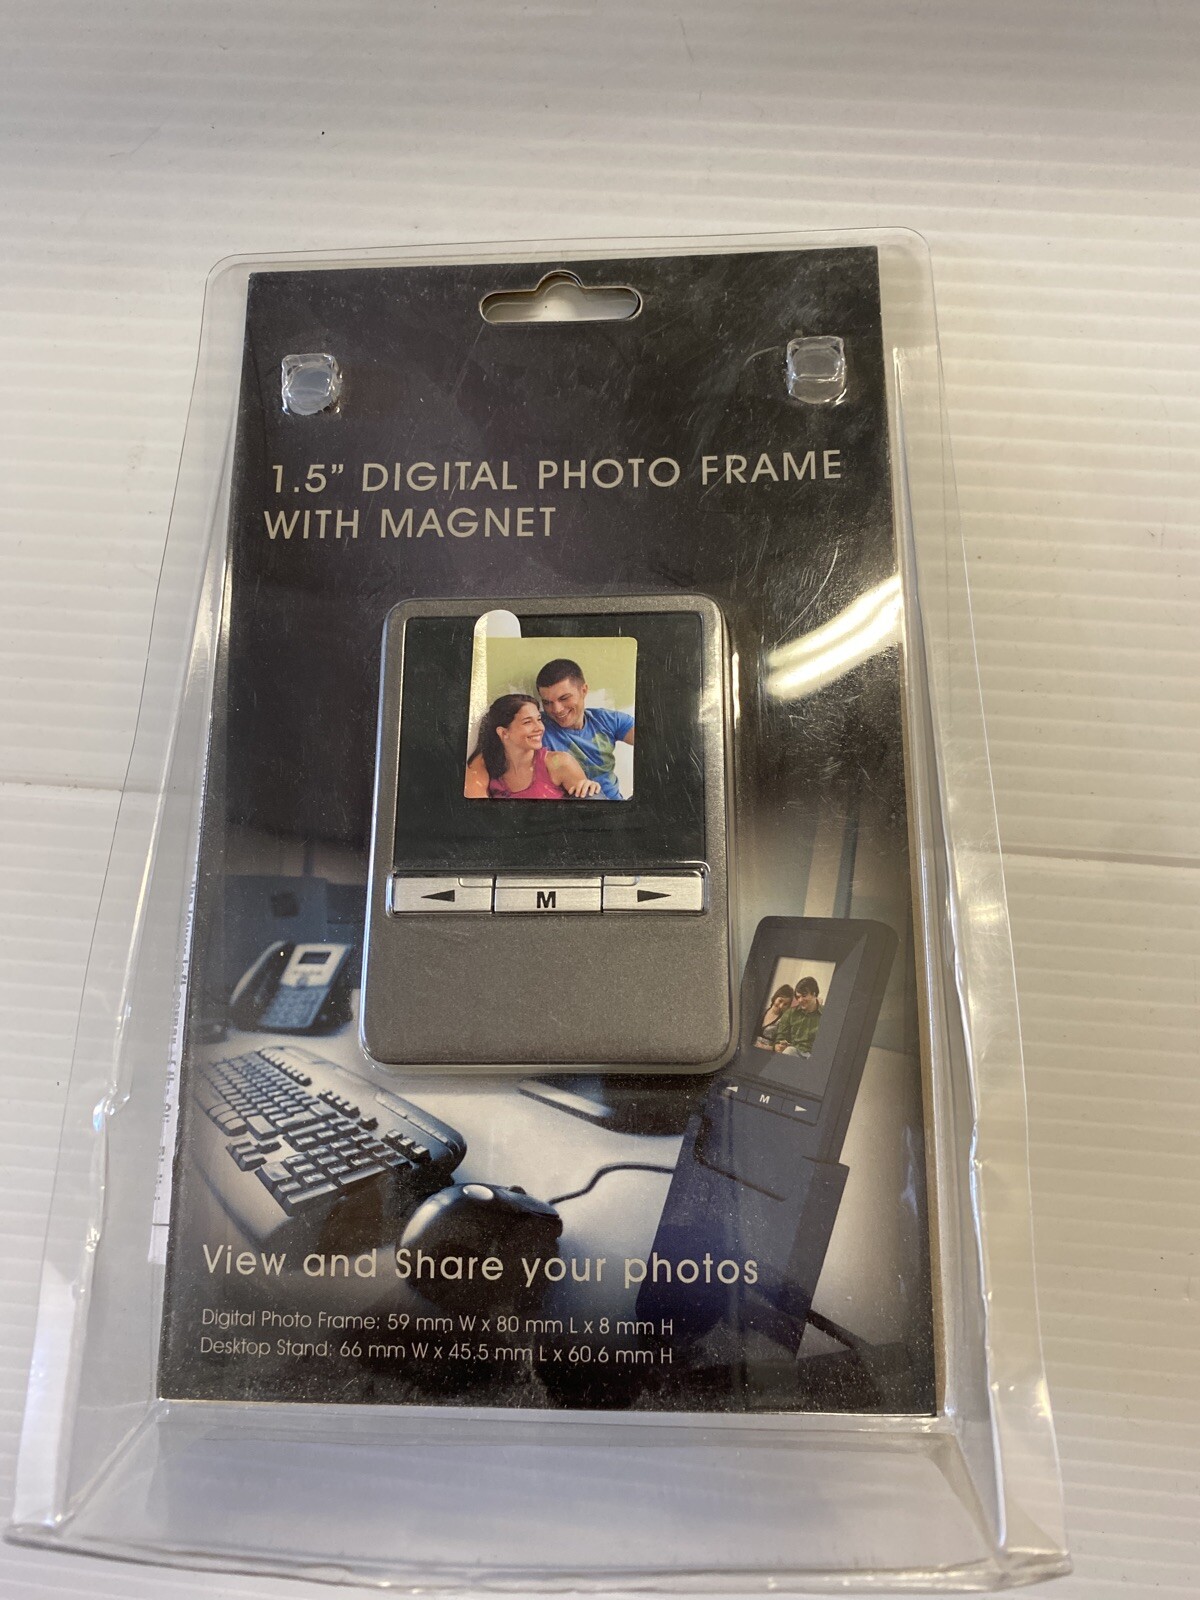 1.5” DIGITAL PHOTO FRAME
WITH MAGNET
M
M
View and Share your photos
Digital Photo Frame: 59 mm W x 80 mm L x 8 mm H
Desktop Stand: 66 mm W x 45.5 mm L x 60.6 mm H